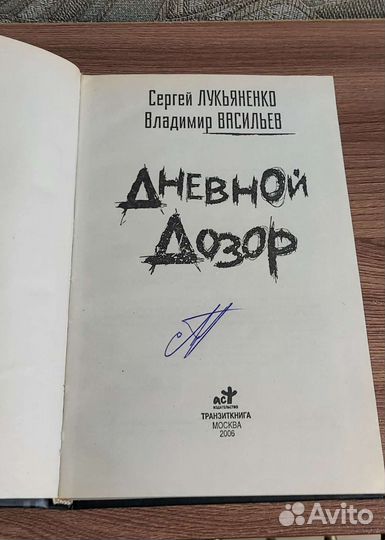 Сергей ЛУКЬЯНЕНКО
Владимир ВАСИЛЬЕВ
ДНЕВНОЙ
ДОЗОР
аст
ИЗДАТЕЛЬСТВО
ТРАНЗИТКНИГА
МОСКВА
2006
Avito